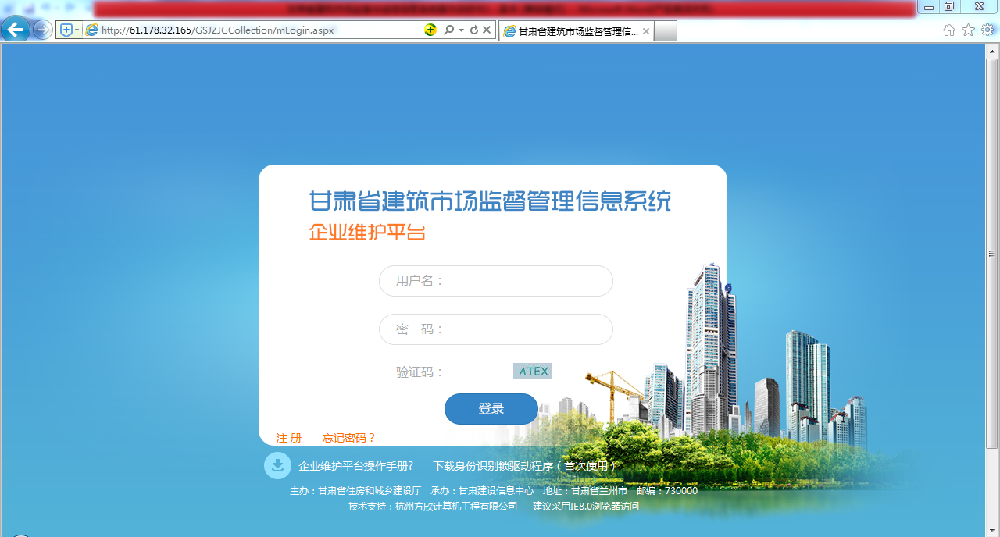 http://61.178.32.165/GSJZJGCollection/mLogin.aspx
甘肃省建筑市场监督管理信...
甘肃省建筑市场监督管理信息系统
企业维护平台
用户名：
密　码：
验证码：
ATEX
登录
注 册 忘记密码？
企业维护平台操作手册? 下载身份识别锁驱动程序（首次使用）
主办：甘肃省住房和城乡建设厅 承办：甘肃建设信息中心 地址：甘肃省兰州市 邮编：730000
技术支持：杭州方欣计算机工程有限公司 建议采用IE8.0浏览器访问